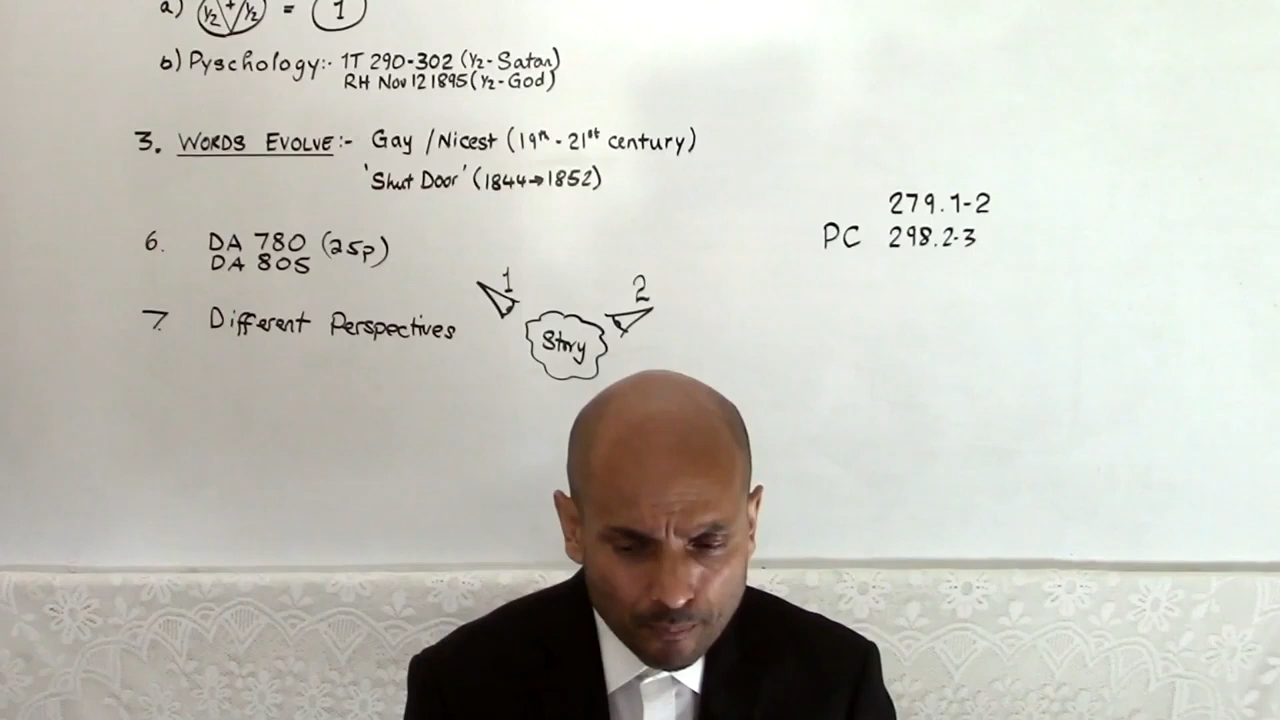 a) ½ + ½ = 1
b) Pyschology:- 1T 290-302 (½-Satan)
RH Nov 12 1895 (½-God)
3. WORDS EVOLVE:- Gay / Nicest (19th - 21st century)
'Shut Door' (1844→1852)
279.1-2
PC 298.2-3
6. DA 780 (25p)
DA 805
7. Different Perspectives
1
2
Story